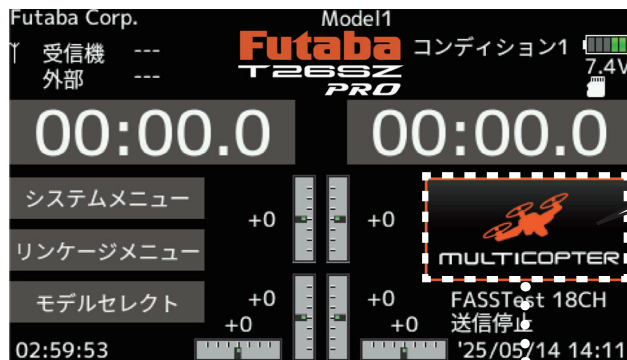 Futaba Corp.
Model1
受信機 ---
外部 ---
Futaba
T26SZ
PRO
コンディション1
7.4V
00:00.0
00:00.0
システムメニュー
リンケージメニュー
モデルセレクト
+0
+0
+0
+0
+0
+0
MULTICOPTER
FASSTest 18CH
送信停止
02:59:53
'25/05/14 14:11